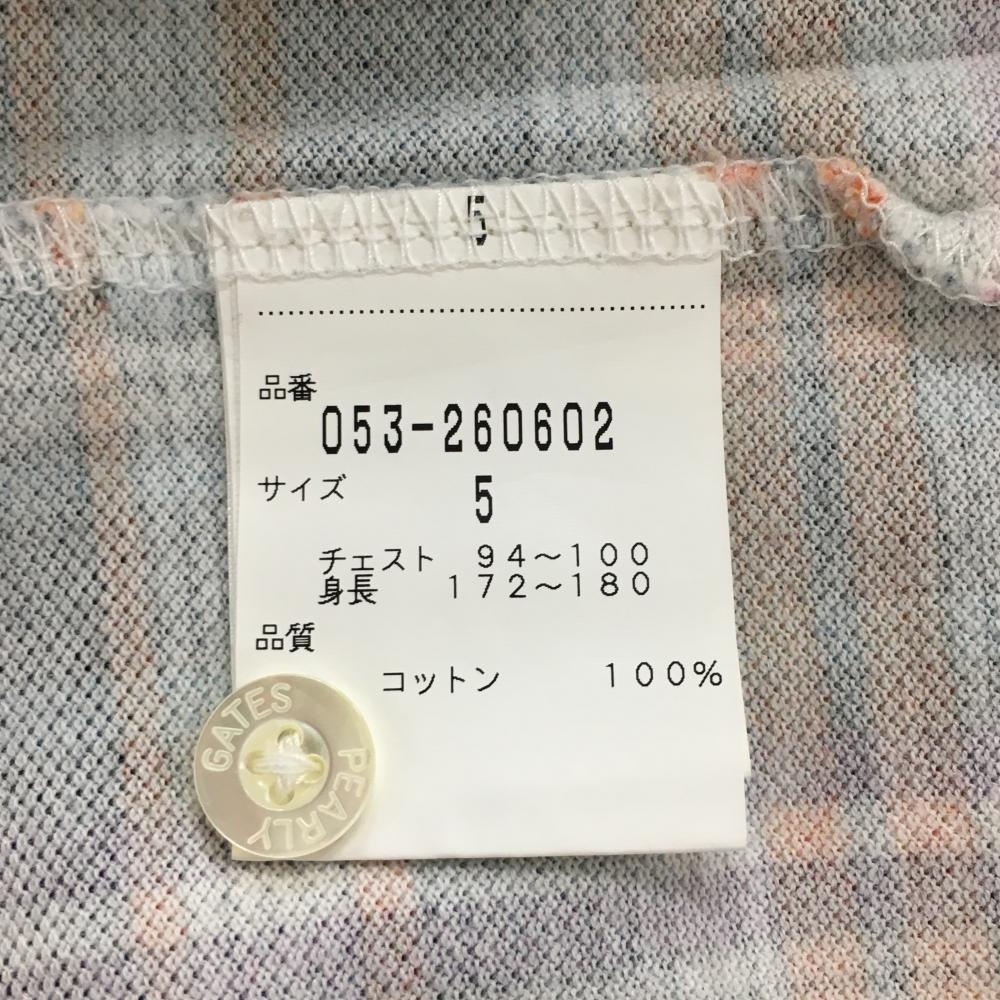 5
品番
053-260602
サイズ
5
チェスト 94～100
身長 172～180
品質
コットン 100%
PEARLY GATES